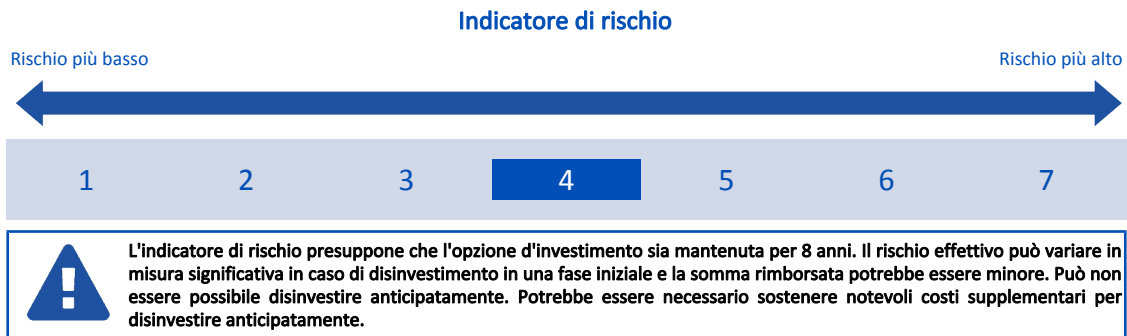 Indicatore di rischio
Rischio più basso
Rischio più alto
1 2 3 4 5 6 7
L'indicatore di rischio presuppone che l'opzione d'investimento sia mantenuta per 8 anni. Il rischio effettivo può variare in
misura significativa in caso di disinvestimento in una fase iniziale e la somma rimborsata potrebbe essere minore. Può non
essere possibile disinvestire anticipatamente. Potrebbe essere necessario sostenere notevoli costi supplementari per
disinvestire anticipatamente.